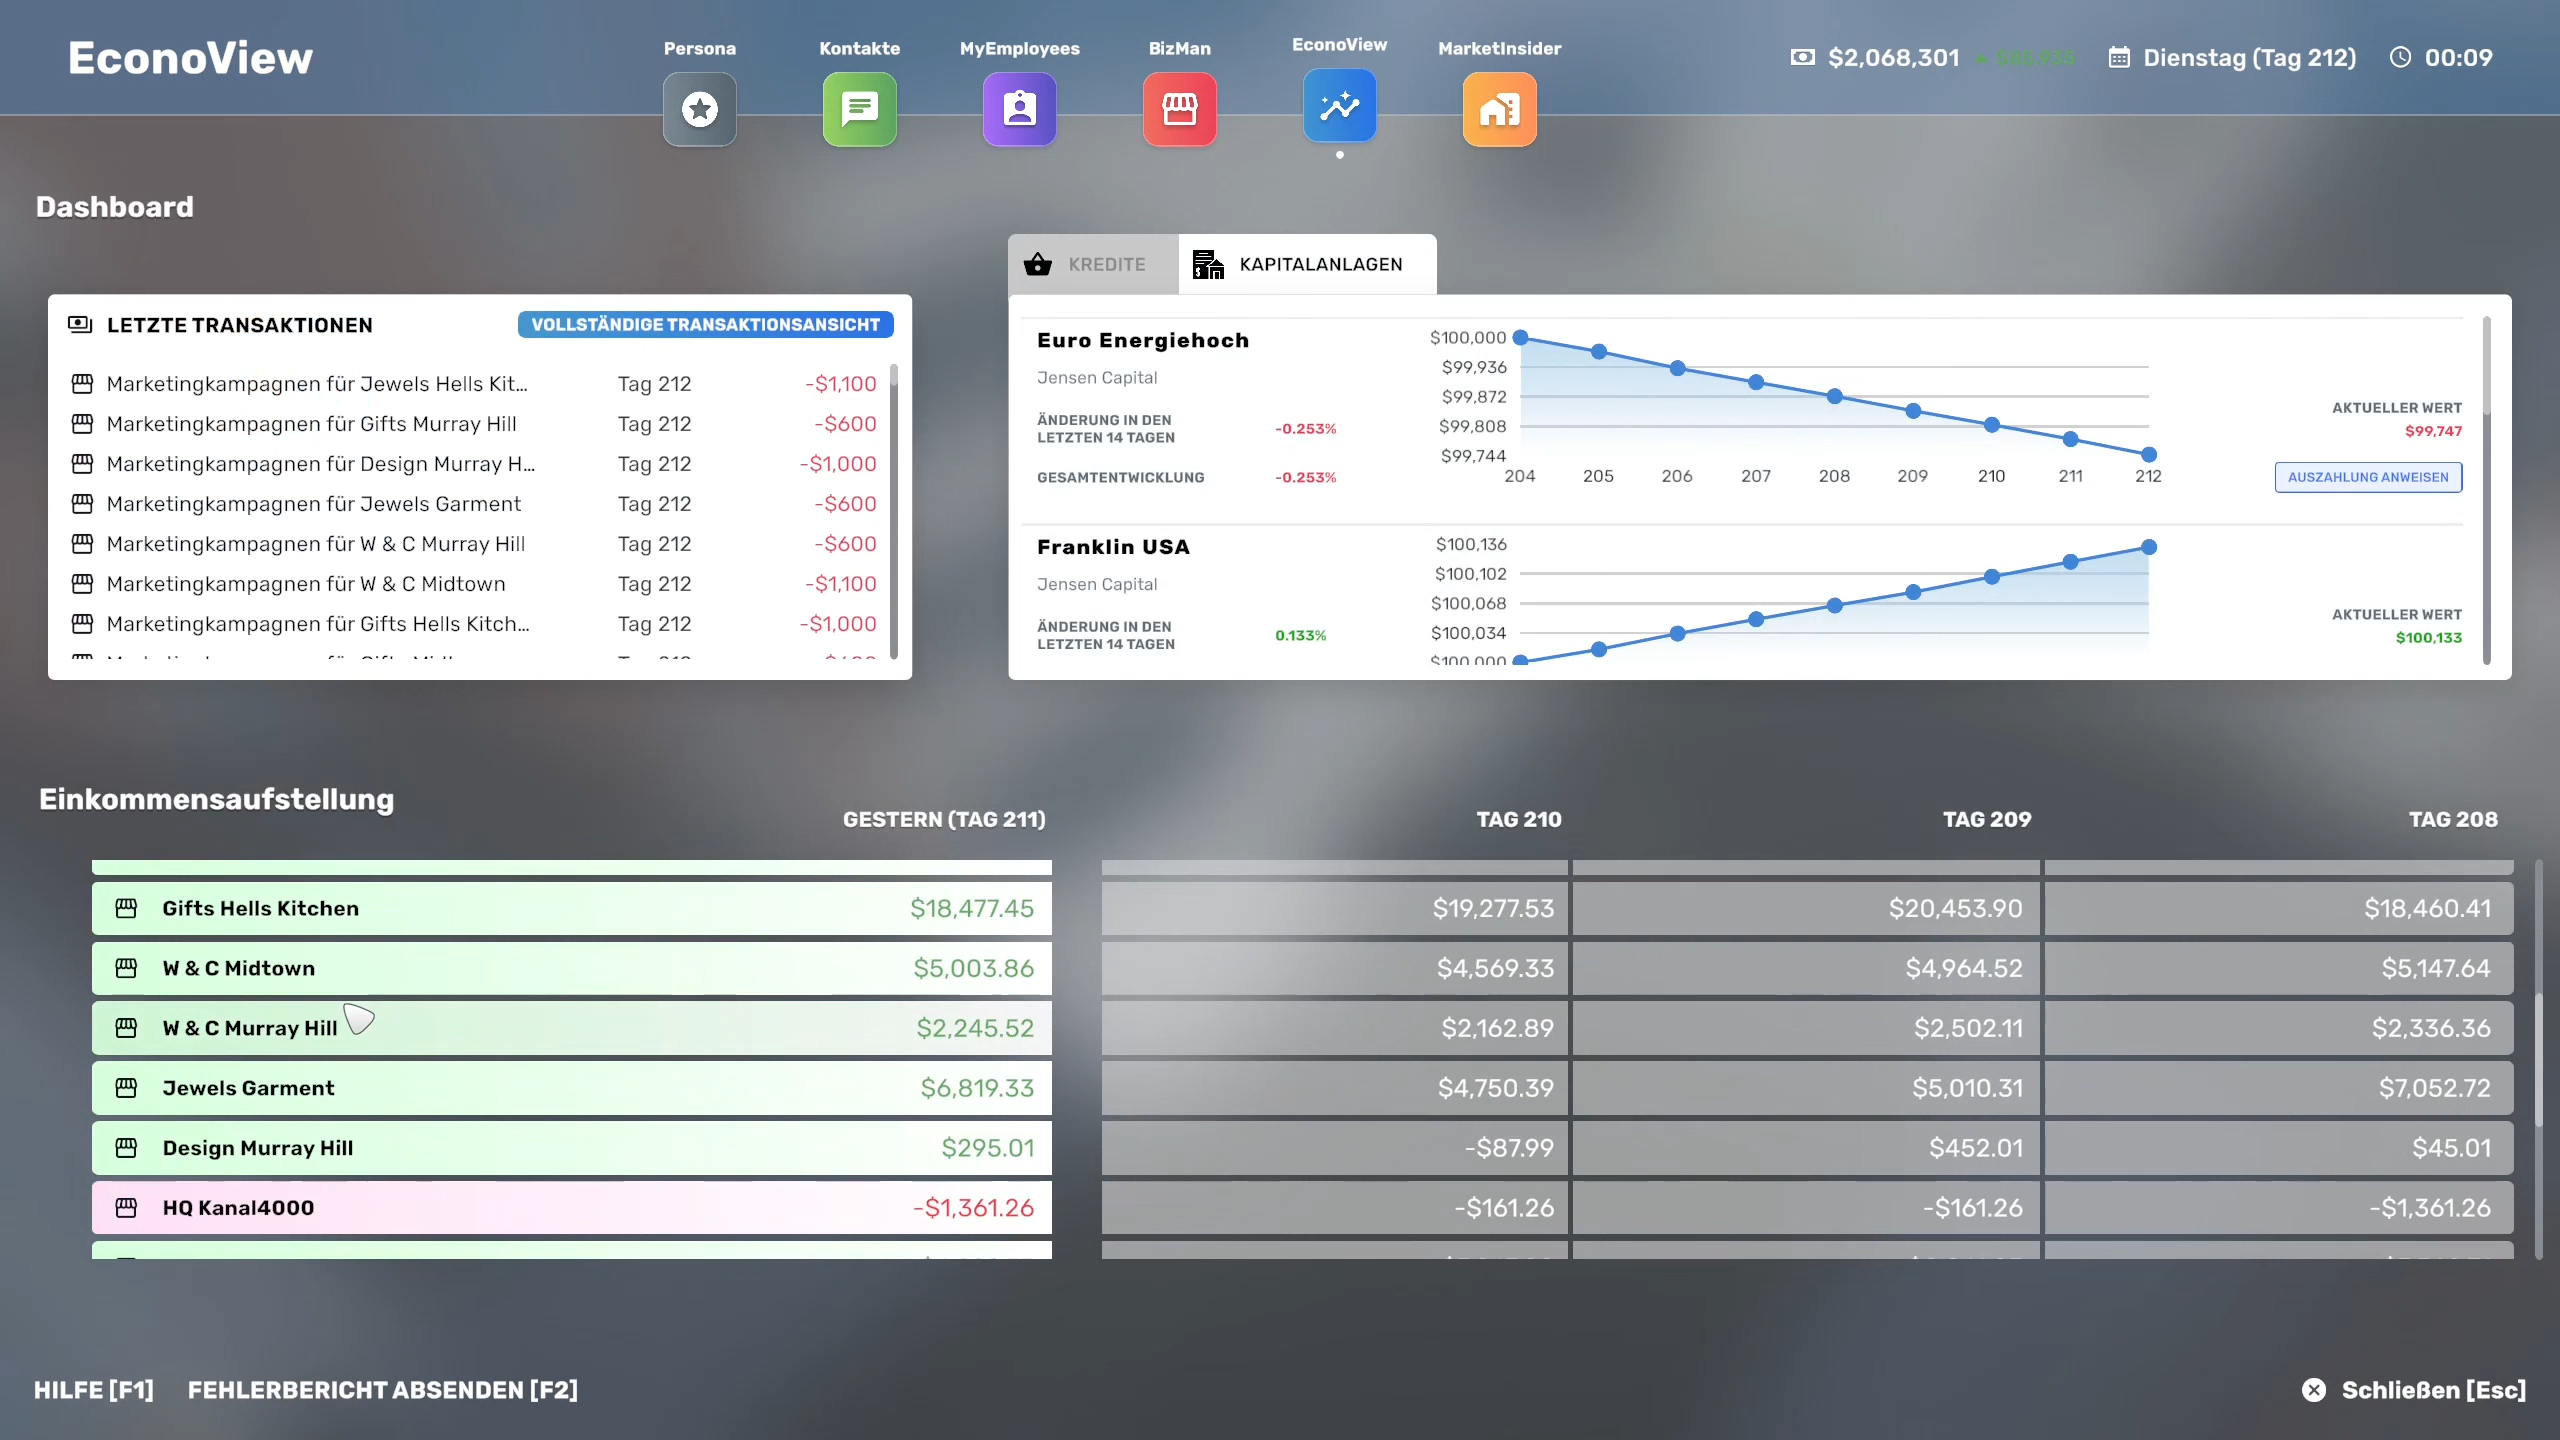 EconoView
Persona
Kontakte
MyEmployees
BizMan
EconoView
MarketInsider
$2,068,301
Dienstag (Tag 212)
00:09
Dashboard
KREDITE
KAPITALANLAGEN
LETZTE TRANSAKTIONEN
VOLLSTÄNDIGE TRANSAKTIONSANSICHT
Marketingkampagnen für Jewels Hells Kit... Tag 212 -$1,100
Marketingkampagnen für Gifts Murray Hill Tag 212 -$600
Marketingkampagnen für Design Murray H... Tag 212 -$1,000
Marketingkampagnen für Jewels Garment Tag 212 -$600
Marketingkampagnen für W & C Murray Hill Tag 212 -$600
Marketingkampagnen für W & C Midtown Tag 212 -$1,100
Marketingkampagnen für Gifts Hells Kitch... Tag 212 -$1,000
Euro Energiehoch
Jensen Capital
ÄNDERUNG IN DEN
LETZTEN 14 TAGEN
-0.253%
GESAMTENTWICKLUNG -0.253%
$100,000
$99,936
$99,872
$99,808
$99,744
204 205 206 207 208 209 210 211 212
AKTUELLER WERT
$99,747
AUSZAHLUNG ANWEISEN
Franklin USA
Jensen Capital
ÄNDERUNG IN DEN
LETZTEN 14 TAGEN
0.133%
$100,136
$100,102
$100,068
$100,034
$100,000
AKTUELLER WERT
$100,133
Einkommensaufstellung
GESTERN (TAG 211) TAG 210 TAG 209 TAG 208
Gifts Hells Kitchen $18,477.45 $19,277.53 $20,453.90 $18,460.41
W & C Midtown $5,003.86 $4,569.33 $4,964.52 $5,147.64
W & C Murray Hill $2,245.52 $2,162.89 $2,502.11 $2,336.36
Jewels Garment $6,819.33 $4,750.39 $5,010.31 $7,052.72
Design Murray Hill $295.01 -$87.99 $452.01 $45.01
HQ Kanal4000 -$1,361.26 -$161.26 -$161.26 -$1,361.26
HILFE [F1]
FEHLERBERICHT ABSENDEN [F2]
Schließen [Esc]